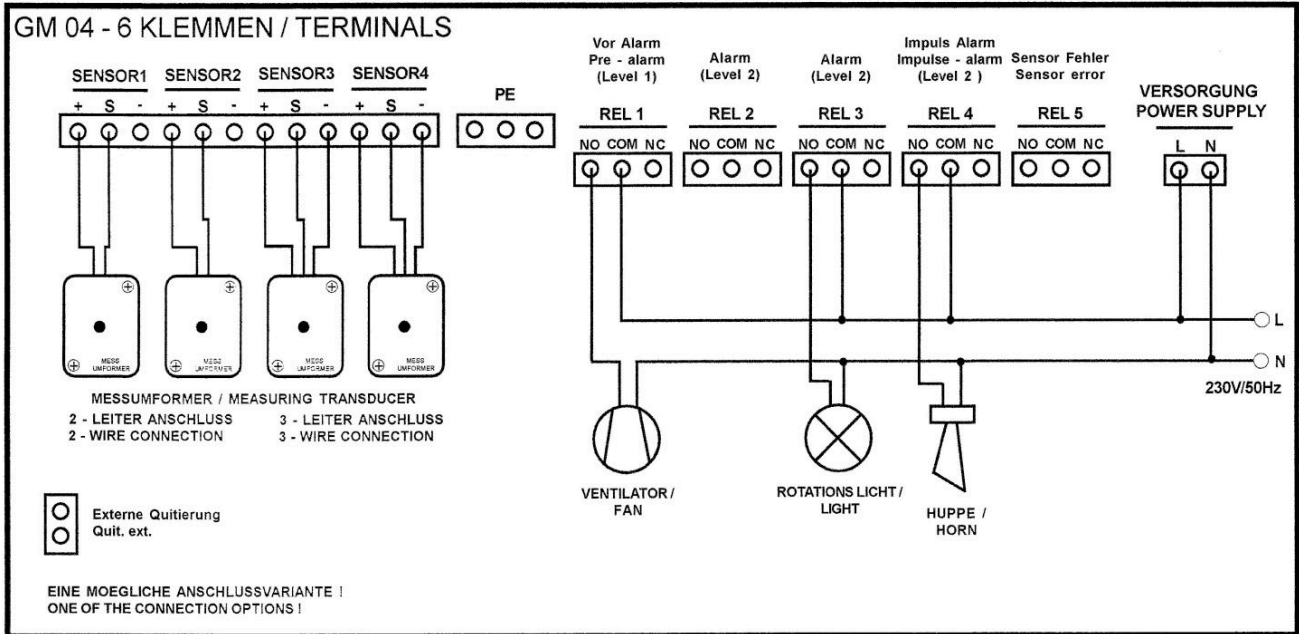 GM 04 - 6 KLEMMEN / TERMINALS
SENSOR1 SENSOR2 SENSOR3 SENSOR4
+ S - + S - + S - + S -
PE
Vor Alarm
Pre - alarm
(Level 1)
REL 1
NO COM NC
Alarm
(Level 2)
REL 2
NO COM NC
Alarm
(Level 2)
REL 3
NO COM NC
Impuls Alarm
Impulse - alarm
(Level 2 )
REL 4
NO COM NC
Sensor Fehler
Sensor error
REL 5
NO COM NC
VERSORGUNG
POWER SUPPLY
L N
L
N
230V/50Hz
MESS
UMFORMER
MESS
UMFORMER
MESS
UMFORMER
MESS
UMFORMER
MESSUMFORMER / MEASURING TRANSDUCER
2 - LEITER ANSCHLUSS
2 - WIRE CONNECTION
3 - LEITER ANSCHLUSS
3 - WIRE CONNECTION
VENTILATOR /
FAN
ROTATIONS LICHT /
LIGHT
HUPPE /
HORN
Externe Quitierung
Quit. ext.
EINE MOEGLICHE ANSCHLUSSVARIANTE !
ONE OF THE CONNECTION OPTIONS !